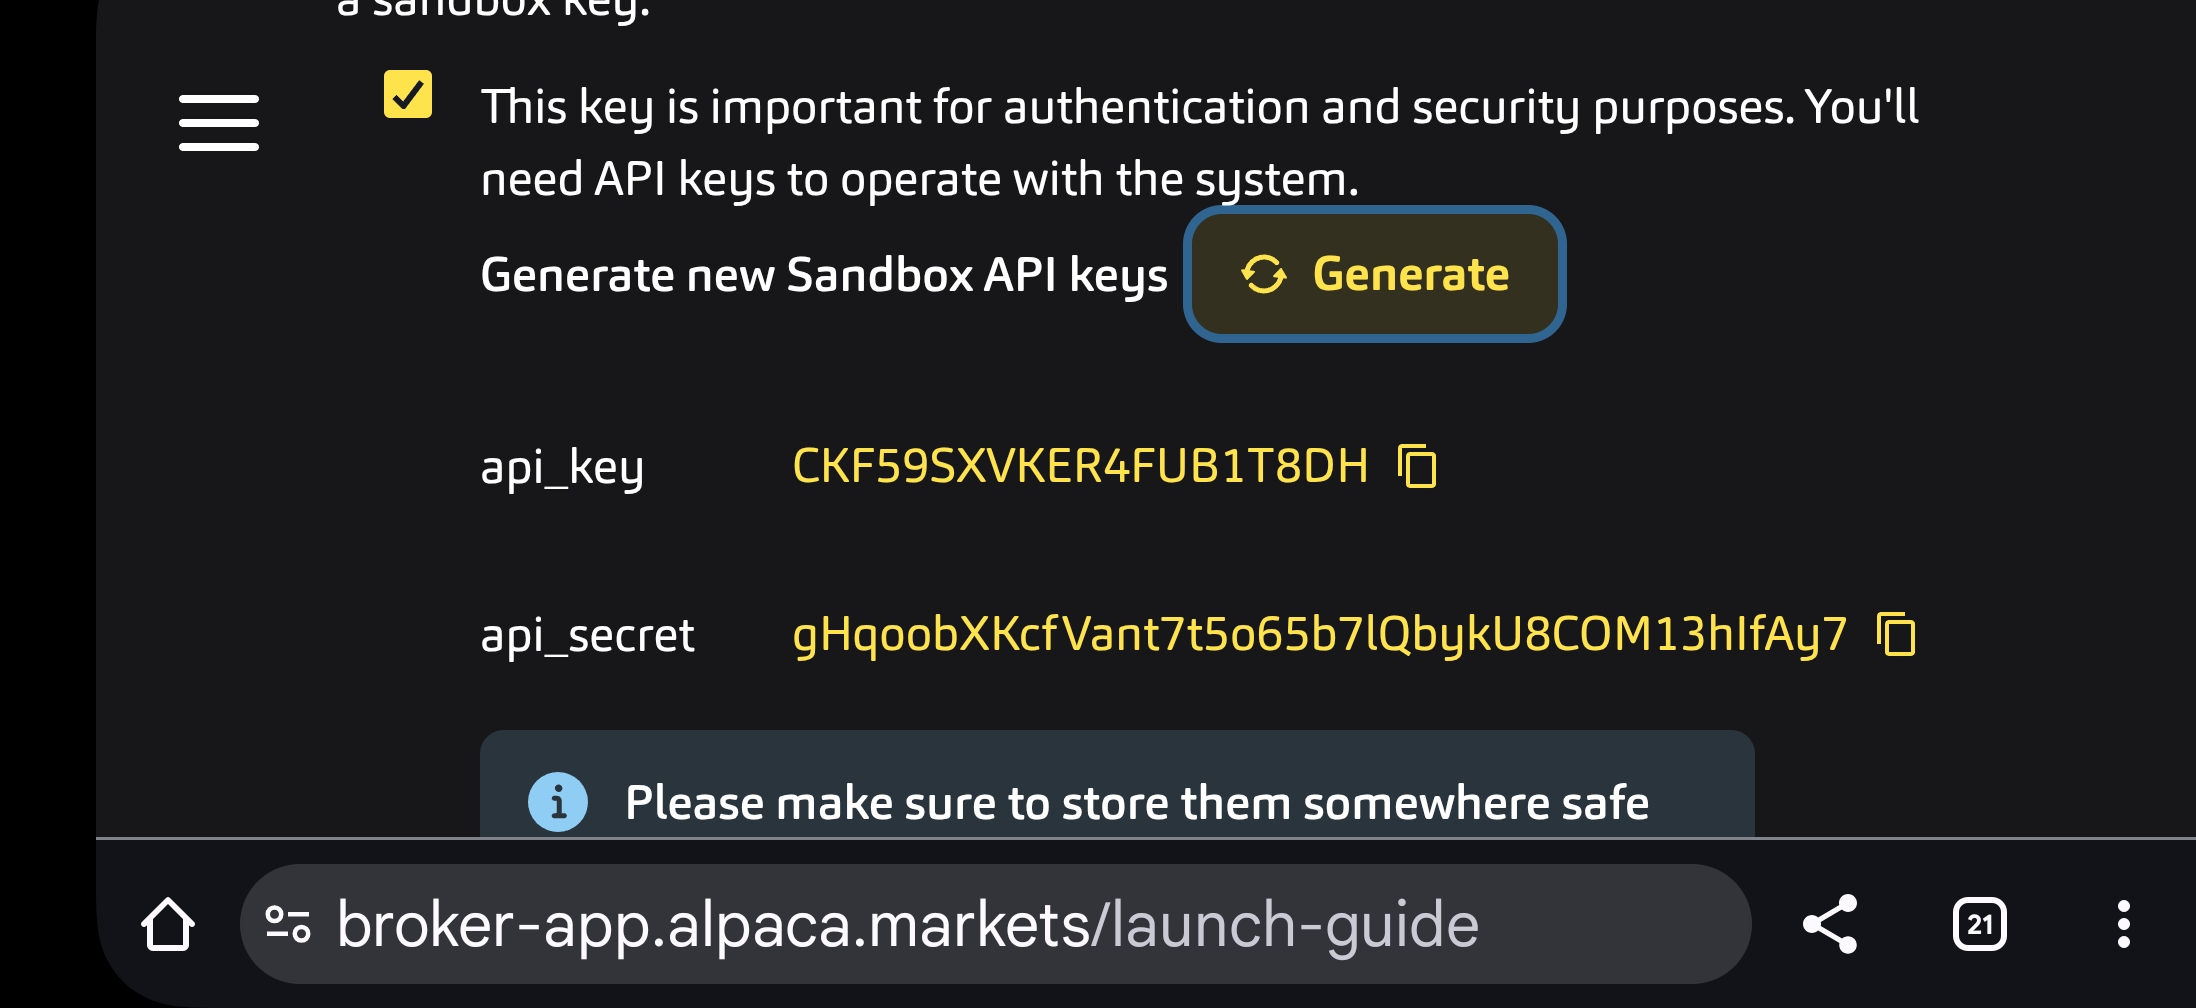 a sandbox key.
This key is important for authentication and security purposes. You'll
need API keys to operate with the system.
Generate new Sandbox API keys Generate
api_key CKF59SXVKER4FUB1T8DH
api_secret gHqoobXKcfVant7t5o65b7lQbykU8COM13hIfAy7
Please make sure to store them somewhere safe
broker-app.alpaca.markets/launch-guide
21